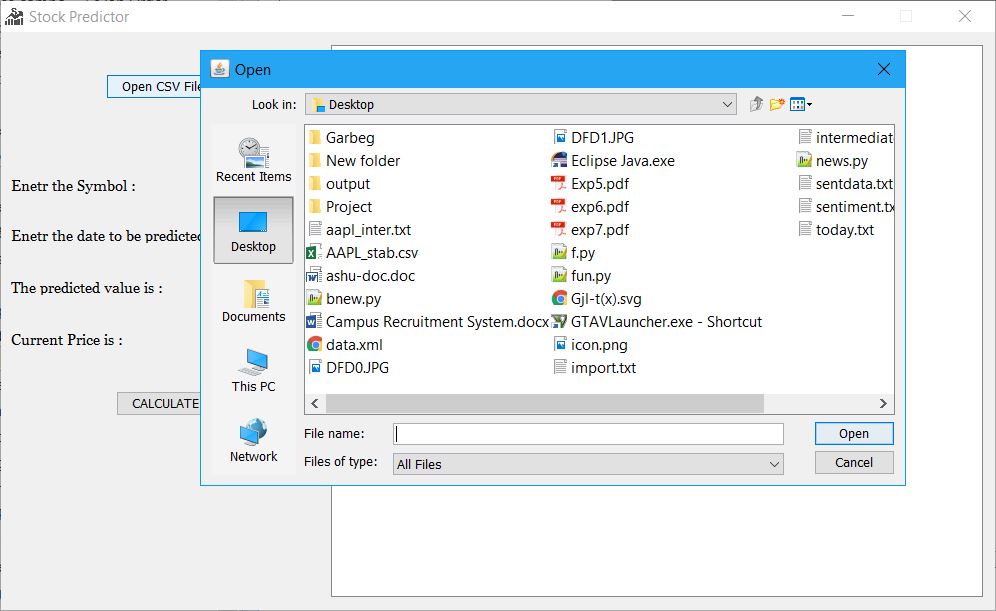 Stock Predictor
Open CSV File
Open
Look in:
Desktop
Recent Items
Desktop
Documents
This PC
Network
Garbeg
New folder
output
Project
aapl_inter.txt
AAPL_stab.csv
ashu-doc.doc
bnew.py
Campus Recruitment System.docx
data.xml
DFD0.JPG
DFD1.JPG
Eclipse Java.exe
Exp5.pdf
exp6.pdf
exp7.pdf
f.py
fun.py
Gjl-t(x).svg
GTAVLauncher.exe - Shortcut
icon.png
import.txt
intermediat
news.py
sentdata.txt
sentiment.tx
today.txt
File name:
Open
Files of type:
All Files
Cancel
Enetr the Symbol :
Enetr the date to be predicted
The predicted value is :
Current Price is :
CALCULATE